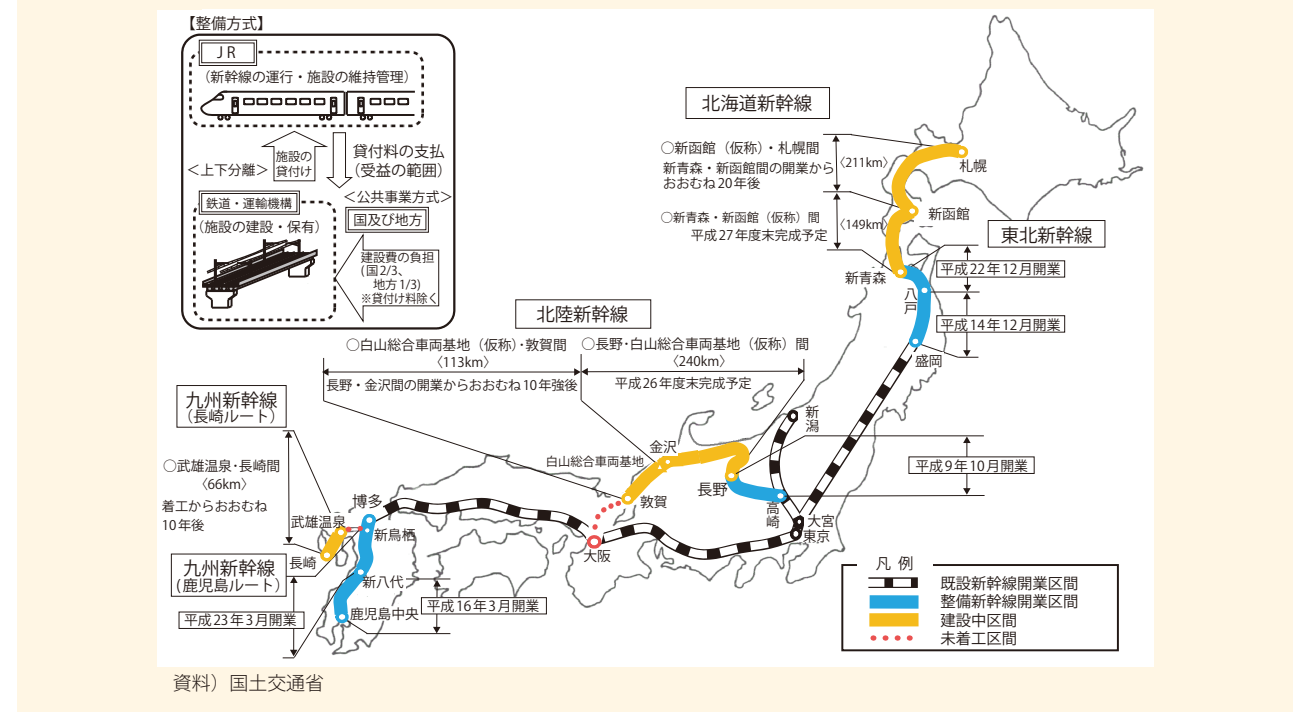 【整備方式】
JR
(新幹線の運行・施設の維持管理)
<上下分離>
施設の
貸付け
貸付料の支払
(受益の範囲)
<公共事業方式>
鉄道・運輸機構
(施設の建設・保有)
国及び地方
建設費の負担
(国2/3、
地方1/3)
※貸付け料除く
北海道新幹線
○新函館(仮称)・札幌間
新青森・新函館間の開業から
おおむね20年後
〈211km〉
札幌
○新青森・新函館(仮称)間
平成27年度末完成予定
〈149km〉
新函館
東北新幹線
新青森
平成22年12月開業
八戸
平成14年12月開業
盛岡
北陸新幹線
○白山総合車両基地(仮称)・敦賀間
〈113km〉
長野・金沢間の開業からおおむね10年強後
○長野・白山総合車両基地(仮称)間
〈240km〉
平成26年度末完成予定
新潟
金沢
白山総合車両基地
敦賀
長野
高崎
平成9年10月開業
大宮
東京
大阪
九州新幹線
(長崎ルート)
○武雄温泉・長崎間
〈66km〉
着工からおおむね
10年後
博多
武雄温泉
新鳥栖
長崎
九州新幹線
(鹿児島ルート)
新八代
鹿児島中央
平成16年3月開業
平成23年3月開業
凡例
既設新幹線開業区間
整備新幹線開業区間
建設中区間
未着工区間
資料)国土交通省